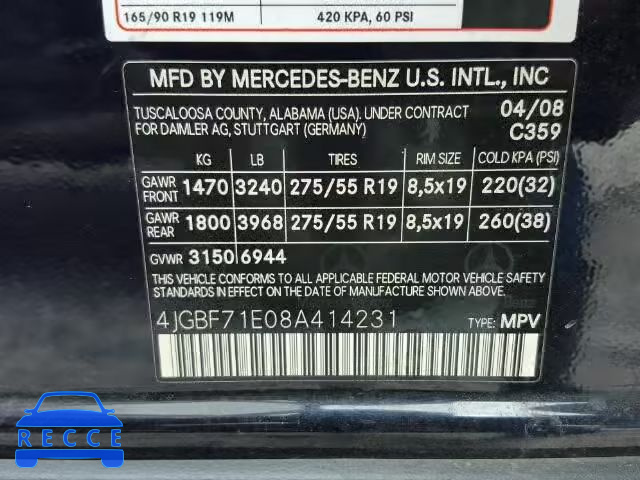 165/90 R19 119M 420 KPA, 60 PSI
MFD BY MERCEDES-BENZ U.S. INTL., INC
TUSCALOOSA COUNTY, ALABAMA (USA). UNDER CONTRACT 04/08
FOR DAIMLER AG, STUTTGART (GERMANY) C359
KG LB TIRES RIM SIZE COLD KPA (PSI)
GAWR FRONT 1470 3240 275/55 R19 8,5x19 220(32)
GAWR REAR 1800 3968 275/55 R19 8,5x19 260(38)
GVWR 3150 6944
THIS VEHICLE CONFORMS TO ALL APPLICABLE FEDERAL MOTOR VEHICLE SAFETY
STANDARDS IN EFFECT ON THE DATE OF MANUFACTURE SHOWN ABOVE.
4JGBF71E08A414231 TYPE: MPV
RECCE